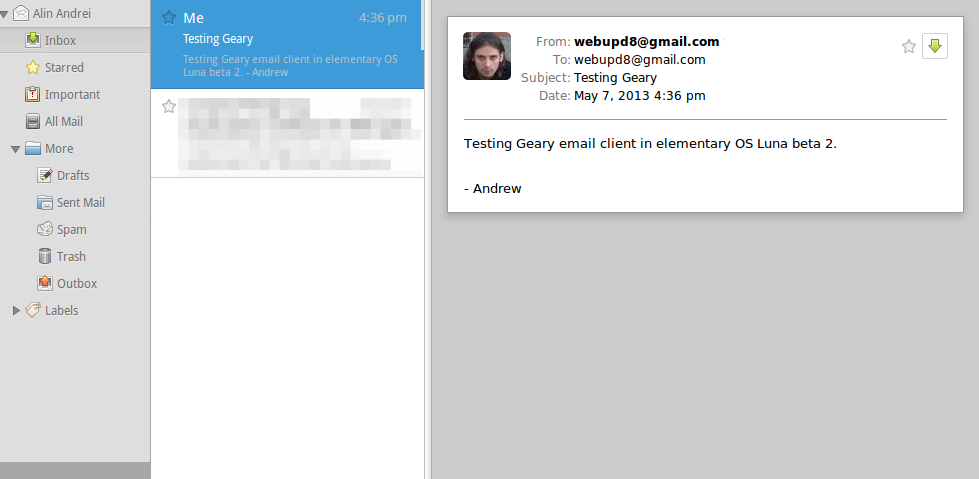 Alin Andrei
Inbox
Starred
Important
All Mail
More
Drafts
Sent Mail
Spam
Trash
Outbox
Labels
Me 4:36 pm
Testing Geary
Testing Geary email client in elementary OS
Luna beta 2. - Andrew
From: webupd8@gmail.com
To: webupd8@gmail.com
Subject: Testing Geary
Date: May 7, 2013 4:36 pm
Testing Geary email client in elementary OS Luna beta 2.
- Andrew